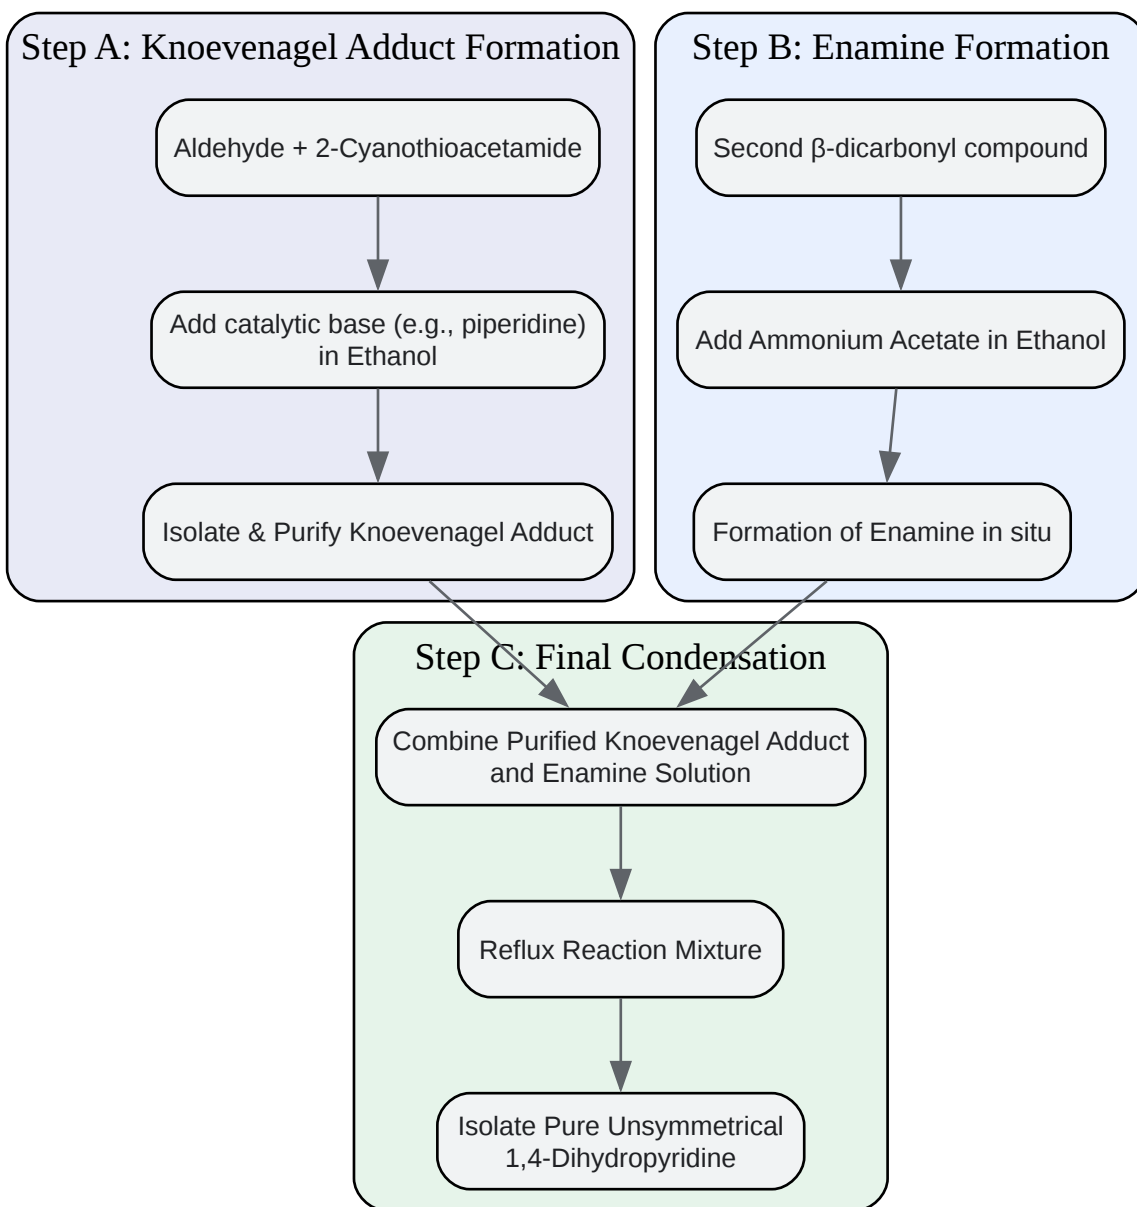 Step A: Knoevenagel Adduct Formation
Aldehyde + 2-Cyanothioacetamide
Add catalytic base (e.g., piperidine)
in Ethanol
Isolate & Purify Knoevenagel Adduct
Step B: Enamine Formation
Second β-dicarbonyl compound
Add Ammonium Acetate in Ethanol
Formation of Enamine in situ
Step C: Final Condensation
Combine Purified Knoevenagel Adduct
and Enamine Solution
Reflux Reaction Mixture
Isolate Pure Unsymmetrical
1,4-Dihydropyridine